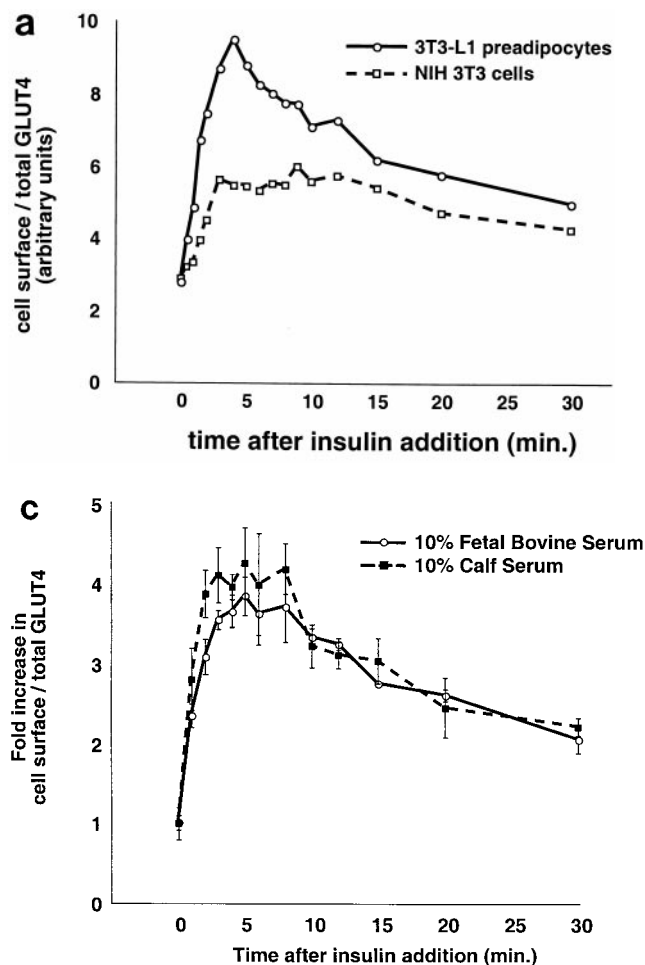 a
10
8
6
4
2
0
3T3-L1 preadipocytes
NIH 3T3 cells
cell surface / total GLUT4
(arbitrary units)
0 5 10 15 20 25 30
time after insulin addition (min.)
c
5
4
3
2
1
0
10% Fetal Bovine Serum
10% Calf Serum
Fold increase in
cell surface / total GLUT4
0 5 10 15 20 25 30
Time after insulin addition (min.)